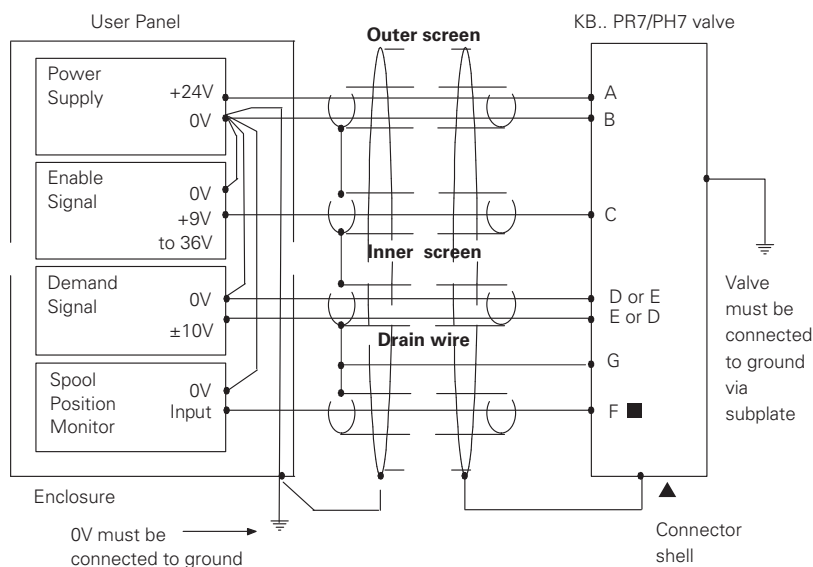 User Panel
Outer screen
KB.. PR7/PH7 valve
Power
Supply
+24V
0V
A
B
Enable
Signal
0V
+9V
to 36V
C
Inner screen
Demand
Signal
0V
±10V
D or E
E or D
Drain wire
G
Spool
Position
Monitor
0V
Input
F ■
Valve
must be
connected
to ground
via
subplate
Enclosure
0V must be
connected to ground
▲
Connector
shell